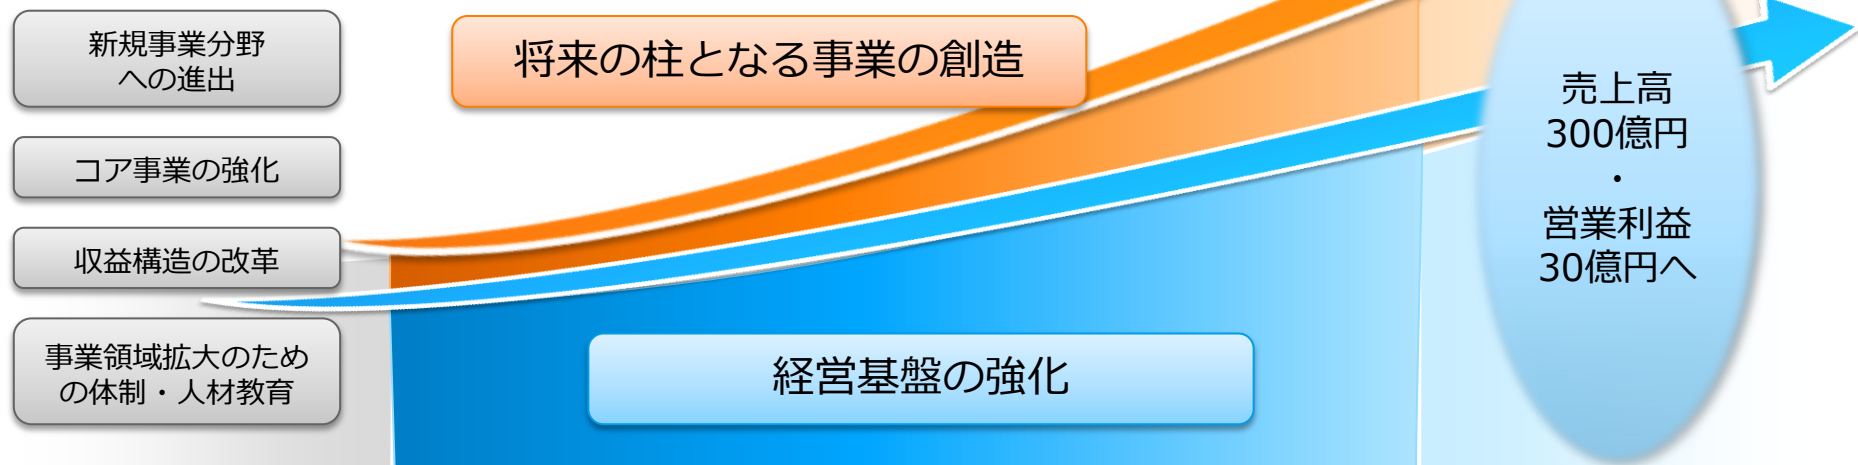 新規事業分野
への進出
コア事業の強化
収益構造の改革
事業領域拡大のため
の体制・人材教育
将来の柱となる事業の創造
経営基盤の強化
売上高
300億円
・
営業利益
30億円へ